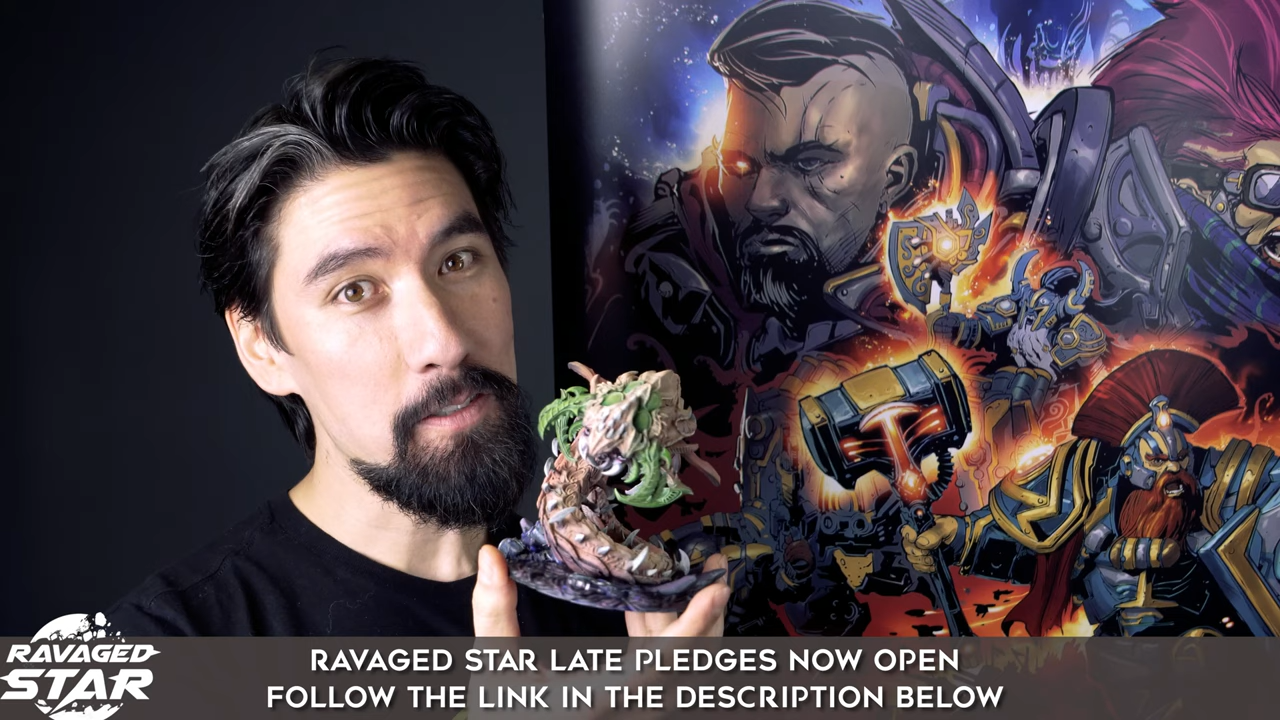 RAVAGED
STAR
RAVAGED STAR LATE PLEDGES NOW OPEN
FOLLOW THE LINK IN THE DESCRIPTION BELOW